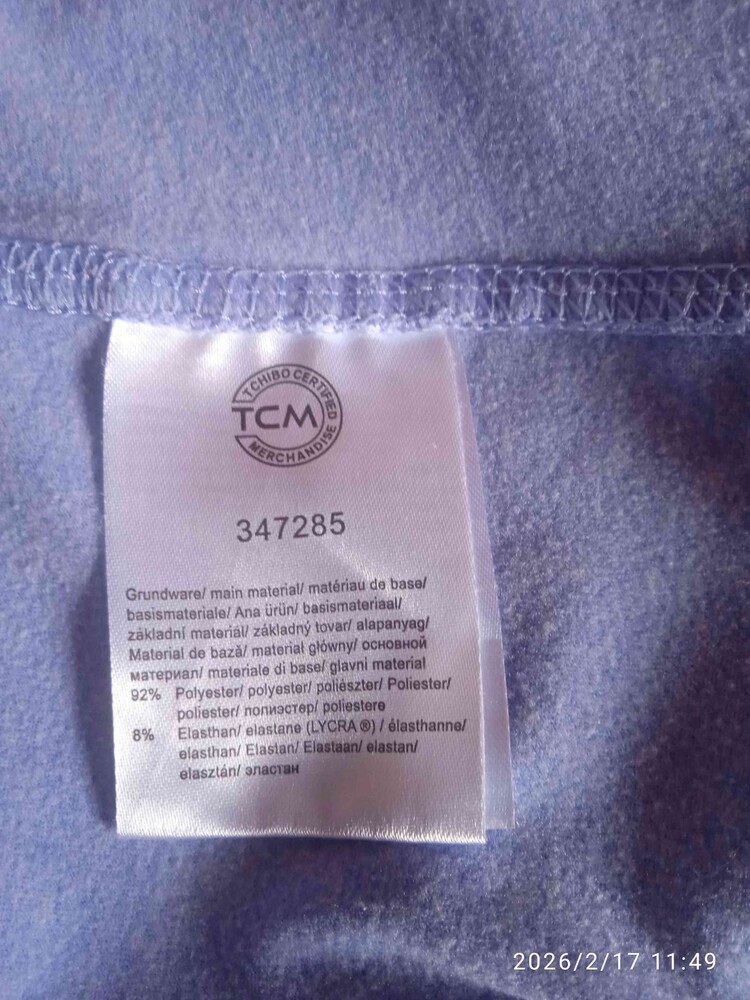 TCHIBO CERTIFIED
TCM
MERCHANDISE
347285
Grundware/ main material/ matériau de base/
basismateriale/ Ana ürün/ basismateriaal/
základní materiál/ základný tovar/ alapanyag/
Material de bază/ materiał główny/ основной
материал/ materiale di base/ glavni material
92% Polyester/ polyester/ poliészter/ Poliester/
poliester/ полиэстер/ poliestere
8% Elasthan/ elastane (LYCRA ®) / élasthanne/
elasthan/ Elastan/ Elastaan/ elastan/
elasztán/ эластан
2026/2/17 11:49